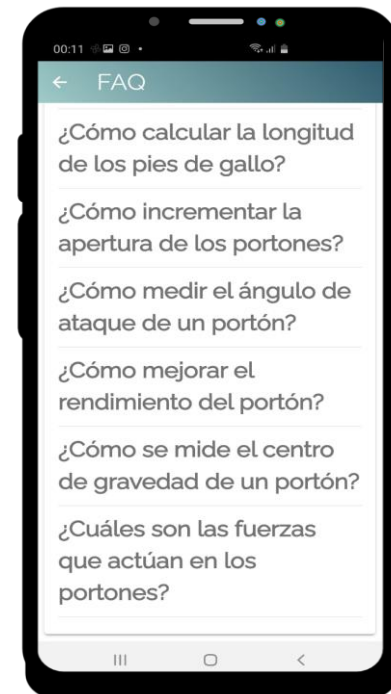 00:11
FAQ
¿Cómo calcular la longitud
de los pies de gallo?
¿Cómo incrementar la
apertura de los portones?
¿Cómo medir el ángulo de
ataque de un portón?
¿Cómo mejorar el
rendimiento del portón?
¿Cómo se mide el centro
de gravedad de un portón?
¿Cuáles son las fuerzas
que actúan en los
portones?